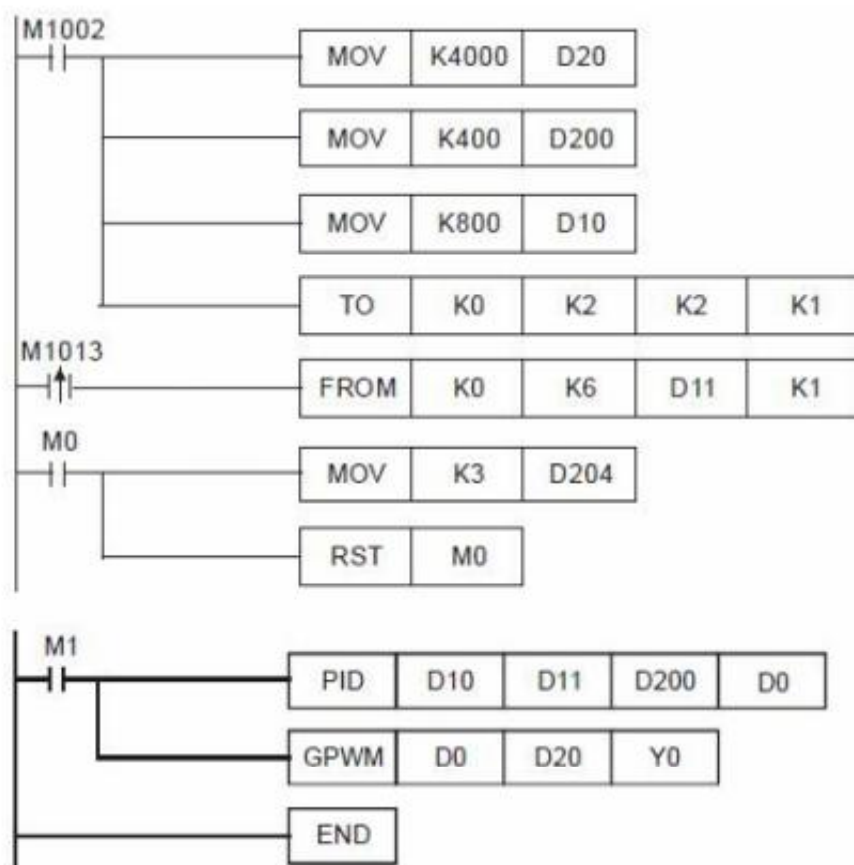 M1002
MOV K4000 D20
MOV K400 D200
MOV K800 D10
TO K0 K2 K2 K1
M1013
FROM K0 K6 D11 K1
M0
MOV K3 D204
RST M0
M1
PID D10 D11 D200 D0
GPWM D0 D20 Y0
END